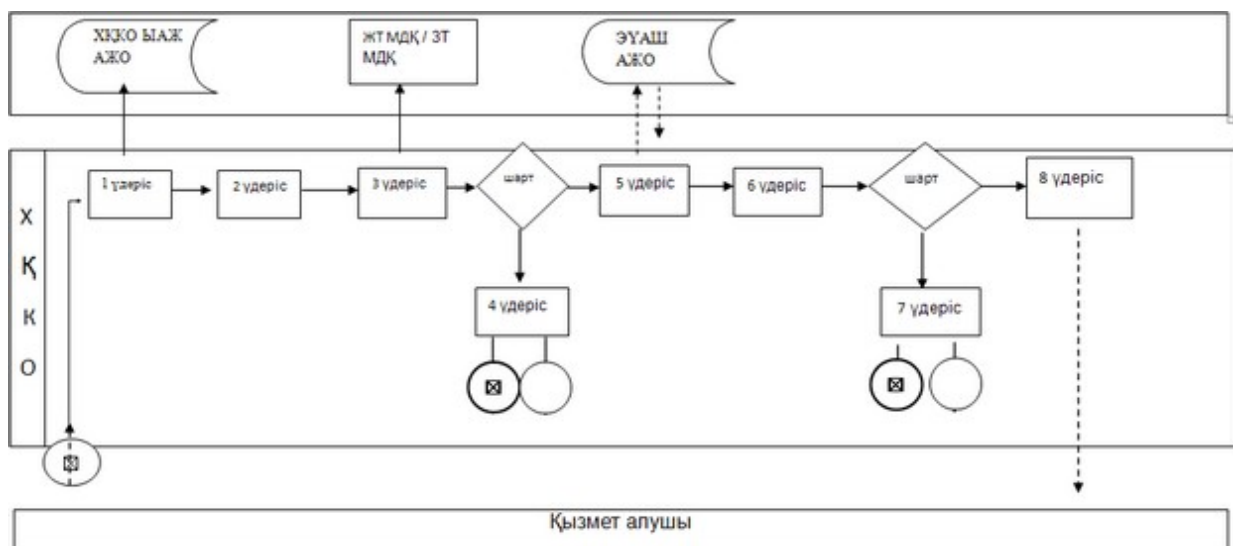 ХҚКО ЫАЖ
АЖО
ЖТ МДҚ / ЗТ
МДҚ
ЭҮАШ
АЖО
Х
Қ
К
О
1 үдеріс
2 үдеріс
3 үдеріс
шарт
5 үдеріс
6 үдеріс
шарт
8 үдеріс
4 үдеріс
7 үдеріс
Қызмет алушы